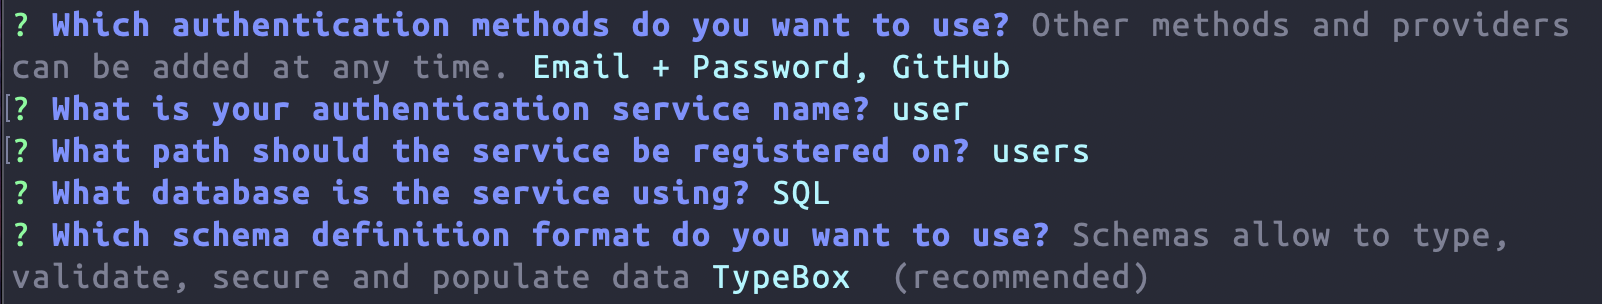 ? Which authentication methods do you want to use? Other methods and providers
can be added at any time. Email + Password, GitHub
[? What is your authentication service name? user
[? What path should the service be registered on? users
? What database is the service using? SQL
? Which schema definition format do you want to use? Schemas allow to type,
validate, secure and populate data TypeBox  (recommended)